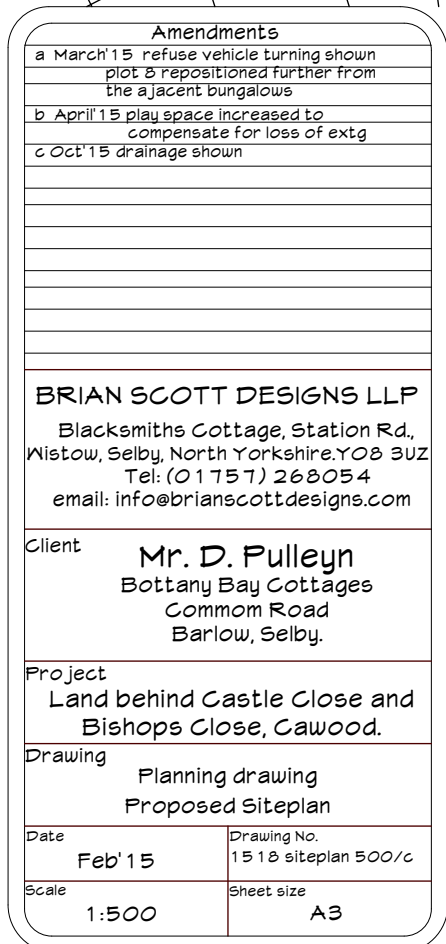 Amendments
a March'15 refuse vehicle turning shown
plot 8 repositioned further from
the ajacent bungalows
b April'15 play space increased to
compensate for loss of extg
c Oct'15 drainage shown
BRIAN SCOTT DESIGNS LLP
Blacksmiths Cottage, Station Rd.,
Wistow, Selby, North Yorkshire.YO8 3UZ
Tel: (01757) 268054
email: info@brianscottdesigns.com
Client
Mr. D. Pulleyn
Bottany Bay Cottages
Commom Road
Barlow, Selby.
Project
Land behind Castle Close and
Bishops Close, Cawood.
Drawing
Planning drawing
Proposed Siteplan
Date
Feb'15
Drawing No.
1518 siteplan 500/c
Scale
1:500
Sheet size
A3